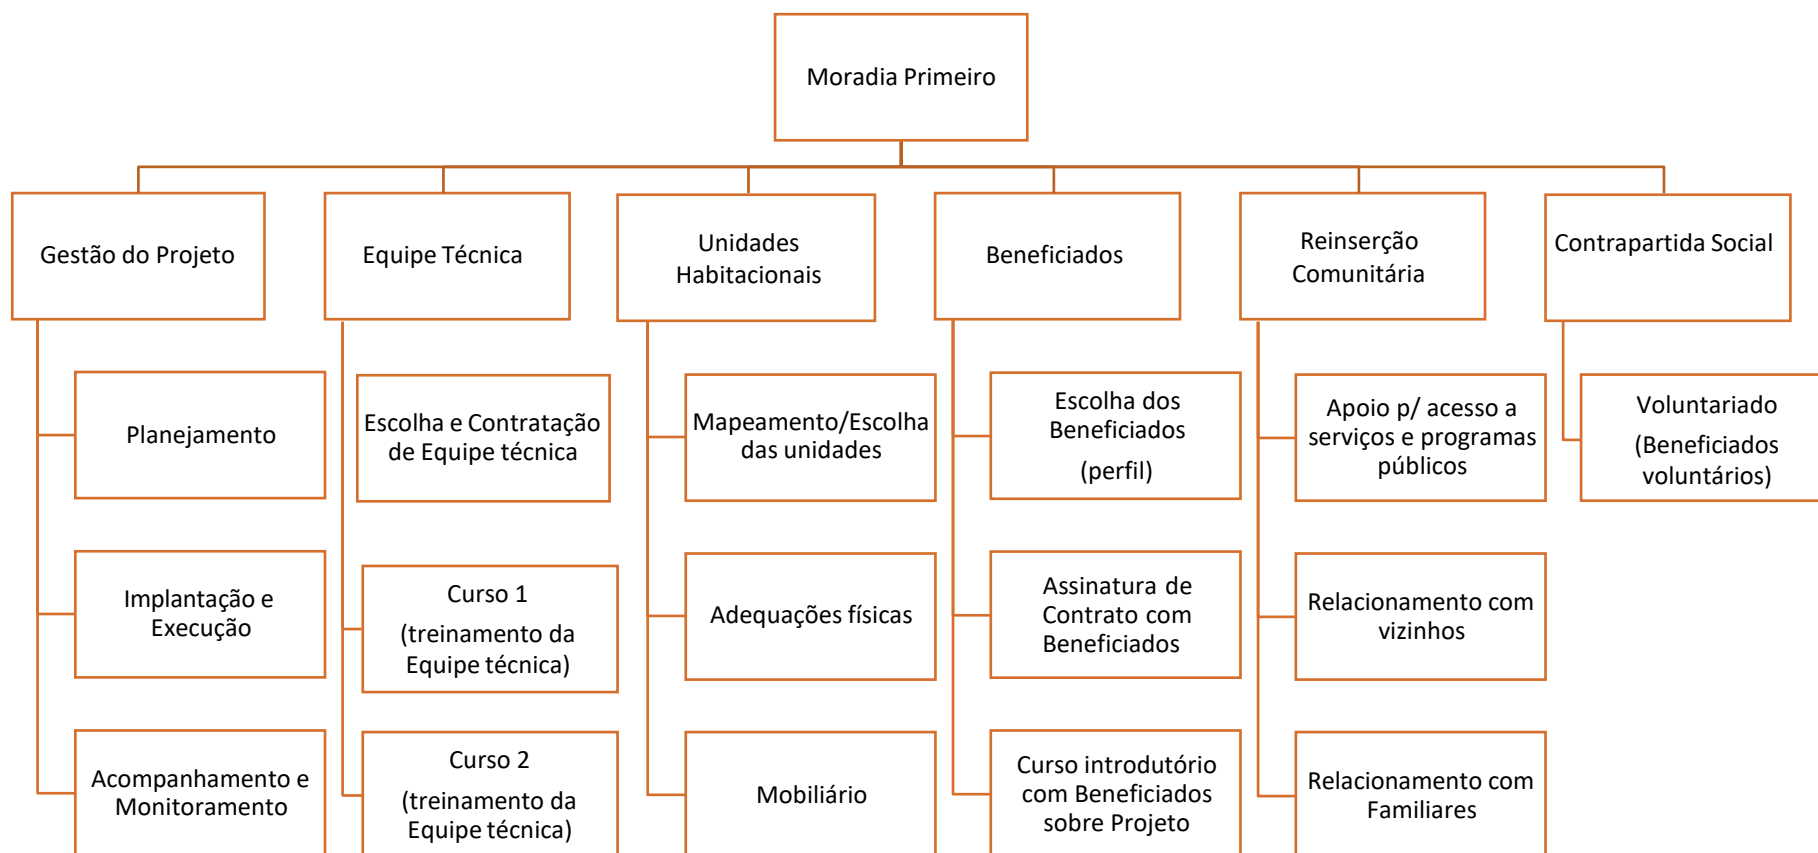 Moradia Primeiro
Gestão do Projeto
Equipe Técnica
Unidades
Habitacionais
Beneficiados
Reinserção
Comunitária
Contrapartida Social
Planejamento
Escolha e Contratação
de Equipe técnica
Mapeamento/Escolha
das unidades
Escolha dos
Beneficiados
(perfil)
Apoio p/ acesso a
serviços e programas
públicos
Voluntariado
(Beneficiados
voluntários)
Implantação e
Execução
Curso 1
(treinamento da
Equipe técnica)
Adequações físicas
Assinatura de
Contrato com
Beneficiados
Relacionamento com
vizinhos
Acompanhamento e
Monitoramento
Curso 2
(treinamento da
Equipe técnica)
Mobiliário
Curso introdutório
com Beneficiados
sobre Projeto
Relacionamento com
Familiares